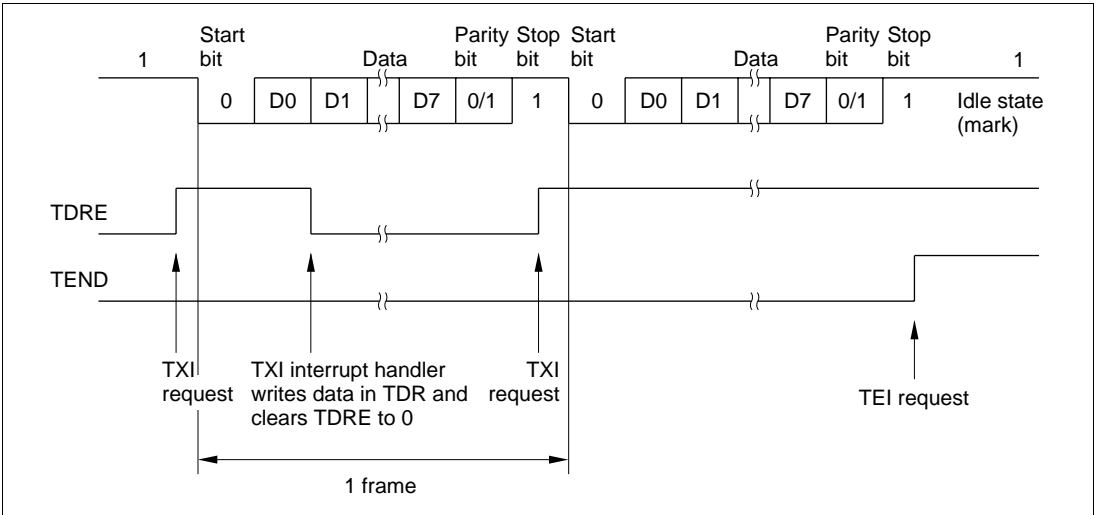 Start Parity Stop Start Parity Stop
1 bit Data bit bit bit Data bit bit 1
0 D0 D1 D7 0/1 1 0 D0 D1 D7 0/1 1 Idle state
(mark)
TDRE
TEND
TXI TXI interrupt handler TXI
request writes data in TDR and request
clears TDRE to 0
TEI request
1 frame